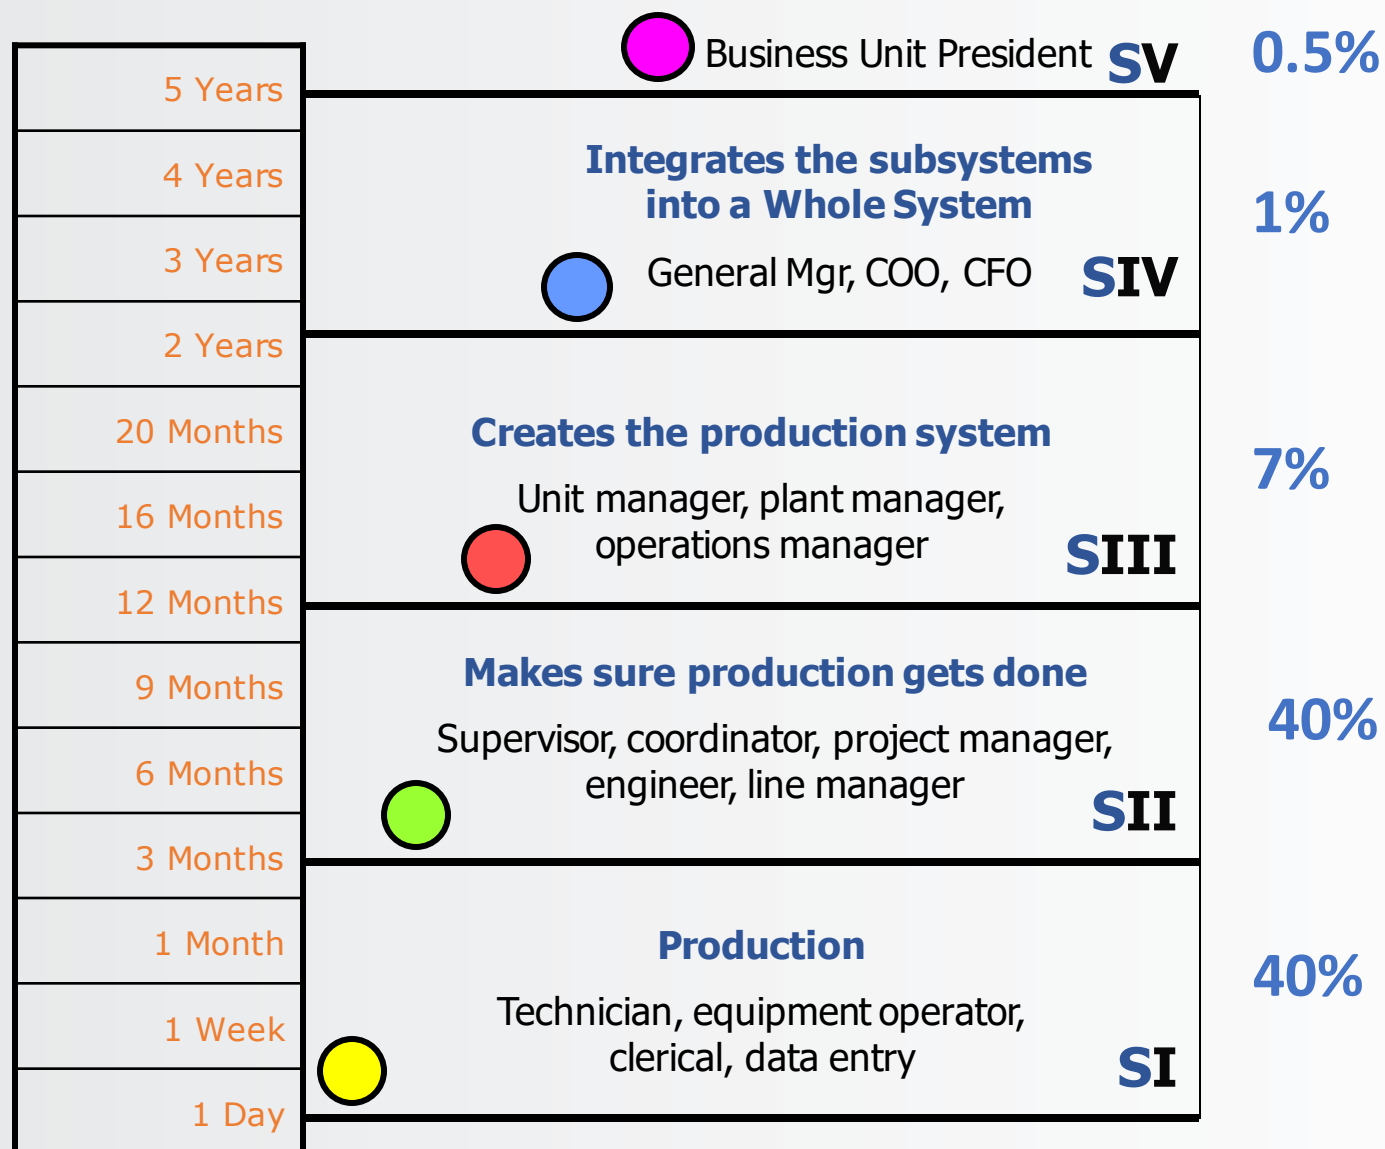 Business Unit President SV 0.5%
5 Years
Integrates the subsystems
into a Whole System
4 Years
1%
3 Years
General Mgr, COO, CFO SIV
2 Years
20 Months
Creates the production system
7%
Unit manager, plant manager,
16 Months
operations manager SIII
12 Months
Makes sure production gets done
9 Months
40%
Supervisor, coordinator, project manager,
6 Months
engineer, line manager
SII
3 Months
1 Month
Production
40%
Technician, equipment operator,
1 Week
clerical, data entry SI
1 Day